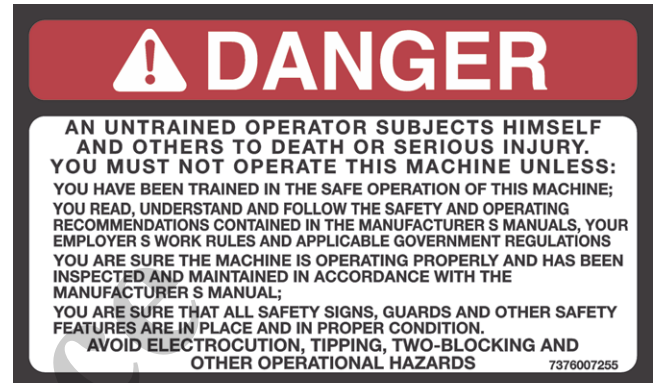 DANGER
AN UNTRAINED OPERATOR SUBJECTS HIMSELF
AND OTHERS TO DEATH OR SERIOUS INJURY.
YOU MUST NOT OPERATE THIS MACHINE UNLESS:
YOU HAVE BEEN TRAINED IN THE SAFE OPERATION OF THIS MACHINE;
YOU READ, UNDERSTAND AND FOLLOW THE SAFETY AND OPERATING
RECOMMENDATIONS CONTAINED IN THE MANUFACTURER S MANUALS, YOUR
EMPLOYER S WORK RULES AND APPLICABLE GOVERNMENT REGULATIONS
YOU ARE SURE THE MACHINE IS OPERATING PROPERLY AND HAS BEEN
INSPECTED AND MAINTAINED IN ACCORDANCE WITH THE
MANUFACTURER S MANUAL;
YOU ARE SURE THAT ALL SAFETY SIGNS, GUARDS AND OTHER SAFETY
FEATURES ARE IN PLACE AND IN PROPER CONDITION.
AVOID ELECTROCUTION, TIPPING, TWO-BLOCKING AND
OTHER OPERATIONAL HAZARDS 7376007255